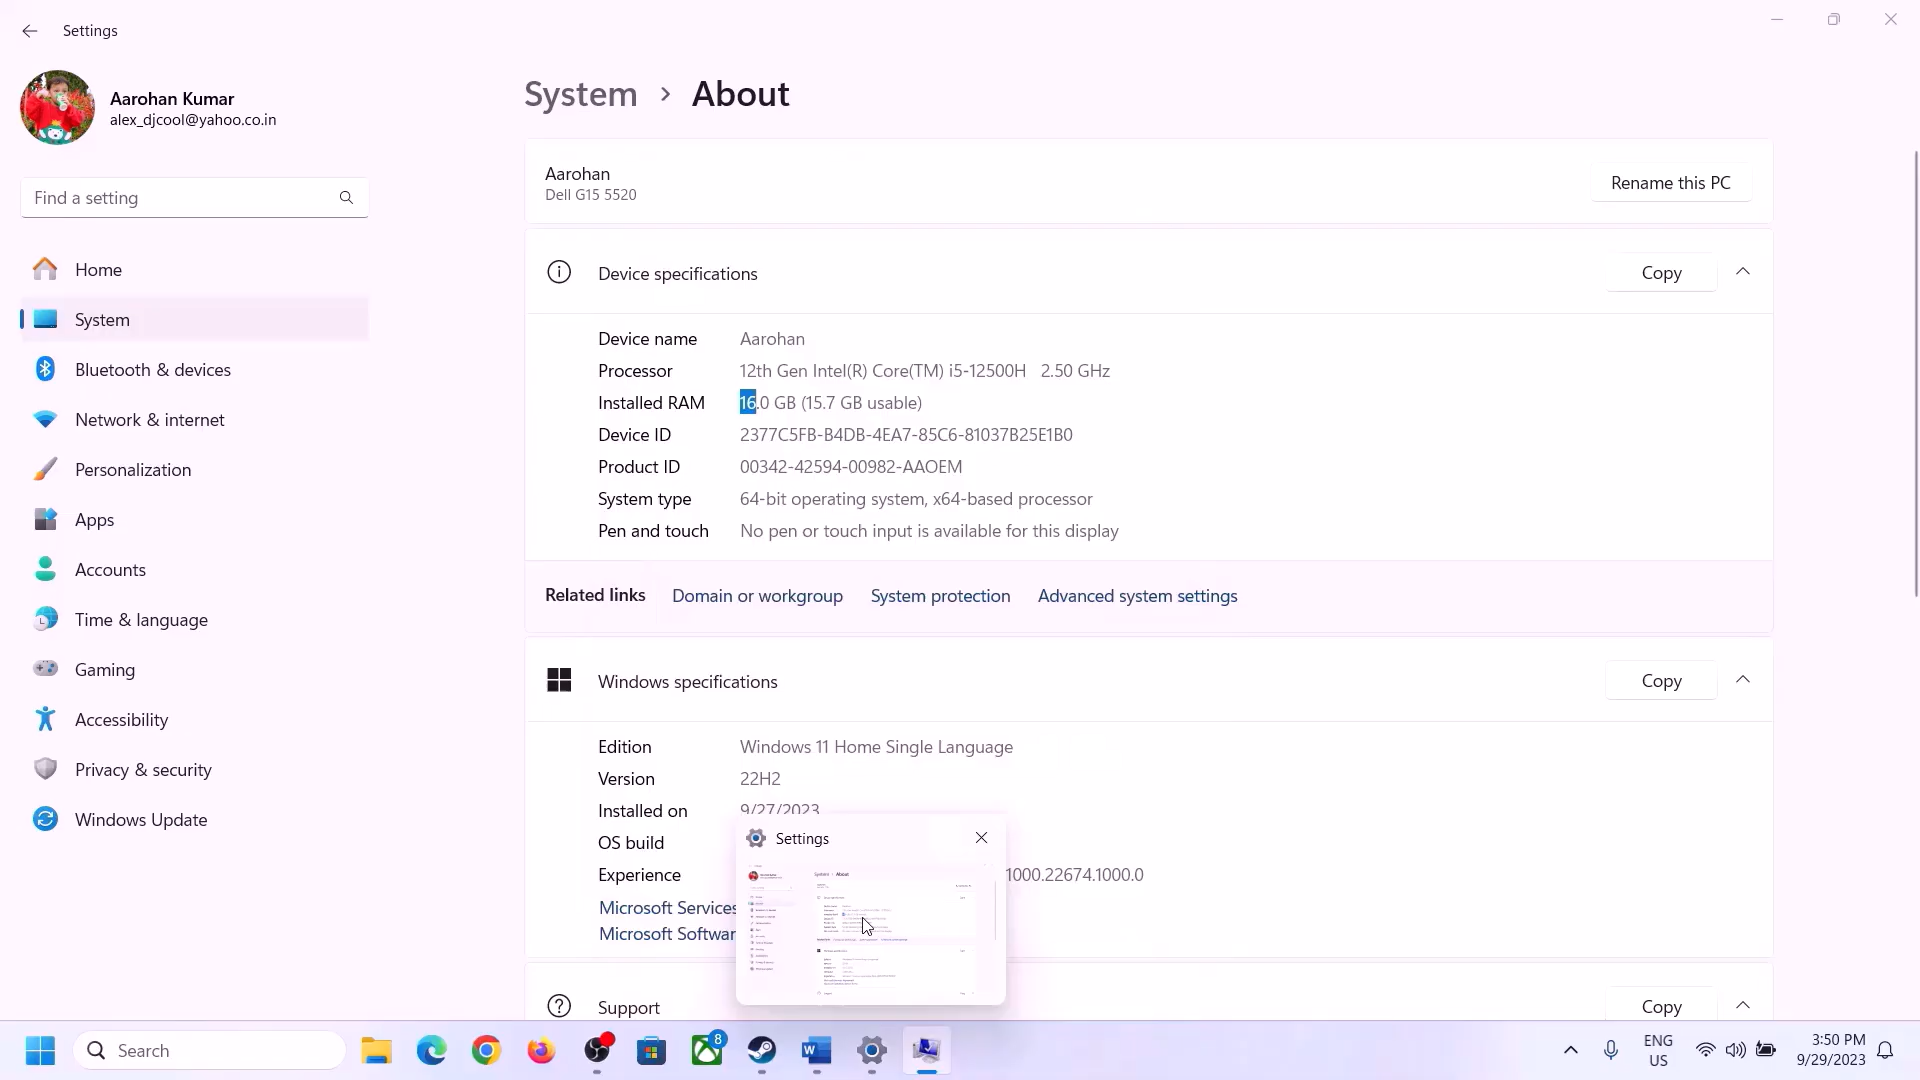 Settings
Aarohan Kumar
alex_djcool@yahoo.co.in
Find a setting
Home
System
Bluetooth & devices
Network & internet
Personalization
Apps
Accounts
Time & language
Gaming
Accessibility
Privacy & security
Windows Update
System > About
Aarohan
Dell G15 5520
Rename this PC
Device specifications
Copy
Device name Aarohan
Processor 12th Gen Intel(R) Core(TM) i5-12500H 2.50 GHz
Installed RAM 16.0 GB (15.7 GB usable)
Device ID 2377C5FB-B4DB-4EA7-85C6-81037B25E1B0
Product ID 00342-42594-00982-AAOEM
System type 64-bit operating system, x64-based processor
Pen and touch No pen or touch input is available for this display
Related links Domain or workgroup System protection Advanced system settings
Windows specifications
Copy
Edition Windows 11 Home Single Language
Version 22H2
Installed on 9/27/2023
OS build
Experience 1000.22674.1000.0
Microsoft Services
Microsoft Softwar
Settings
System > About
Support
Copy
Search
8
W
ENG
US
3:50 PM
9/29/2023